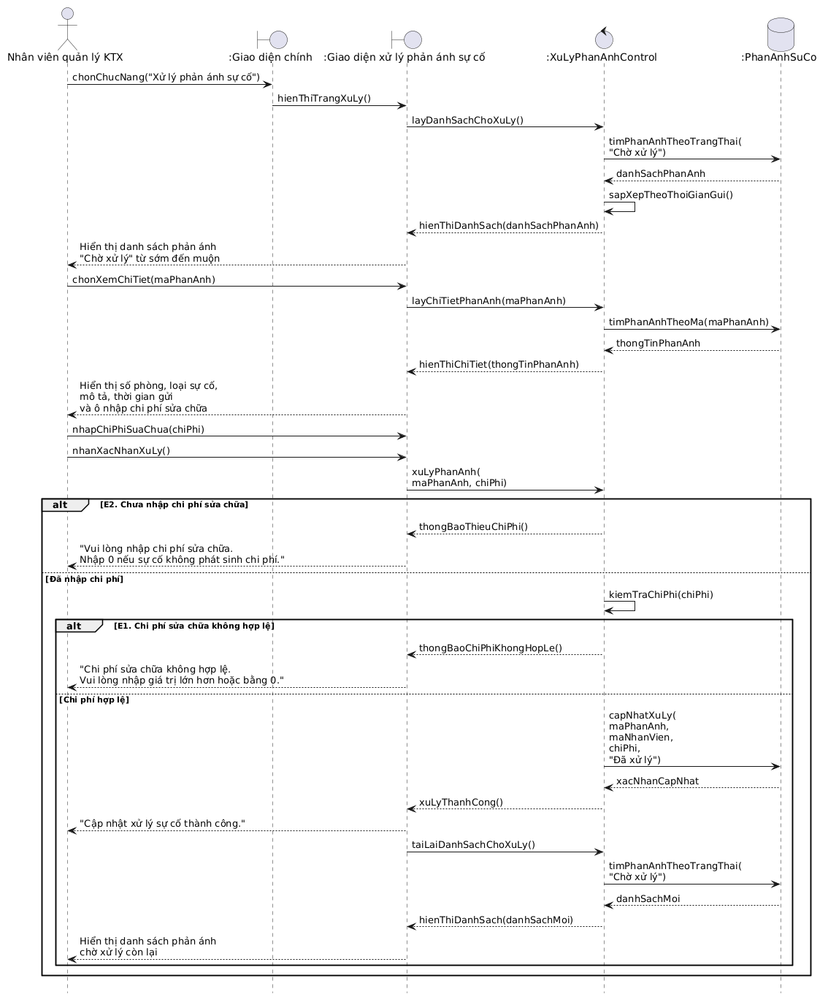 Nhân viên quản lý KTX
:Giao diện chính
:Giao diện xử lý phản ánh sự cố
:XuLyPhanAnhControl
:PhanAnhSuCo
chonChucNang("Xử lý phản ánh sự cố")
hienThiTrangXuLy()
layDanhSachChoXuLy()
timPhanAnhTheoTrangThai(
"Chờ xử lý")
danhSachPhanAnh
sapXepTheoThoiGianGui()
hienThiDanhSach(danhSachPhanAnh)
Hiển thị danh sách phản ánh
"Chờ xử lý" từ sớm đến muộn
chonXemChiTiet(maPhanAnh)
layChiTietPhanAnh(maPhanAnh)
timPhanAnhTheoMa(maPhanAnh)
thongTinPhanAnh
hienThiChiTiet(thongTinPhanAnh)
Hiển thị số phòng, loại sự cố,
mô tả, thời gian gửi
và ô nhập chi phí sửa chữa
nhapChiPhiSuaChua(chiPhi)
nhanXacNhanXuLy()
xuLyPhanAnh(
maPhanAnh, chiPhi)
alt [E2. Chưa nhập chi phí sửa chữa]
thongBaoThieuChiPhi()
"Vui lòng nhập chi phí sửa chữa.
Nhập 0 nếu sự cố không phát sinh chi phí."
[Đã nhập chi phí]
kiemTraChiPhi(chiPhi)
alt [E1. Chi phí sửa chữa không hợp lệ]
thongBaoChiPhiKhongHopLe()
"Chi phí sửa chữa không hợp lệ.
Vui lòng nhập giá trị lớn hơn hoặc bằng 0."
[Chi phí hợp lệ]
capNhatXuLy(
maPhanAnh,
maNhanVien,
chiPhi,
"Đã xử lý")
xacNhanCapNhat
xuLyThanhCong()
"Cập nhật xử lý sự cố thành công."
taiLaiDanhSachChoXuLy()
timPhanAnhTheoTrangThai(
"Chờ xử lý")
danhSachMoi
hienThiDanhSach(danhSachMoi)
Hiển thị danh sách phản ánh
chờ xử lý còn lại